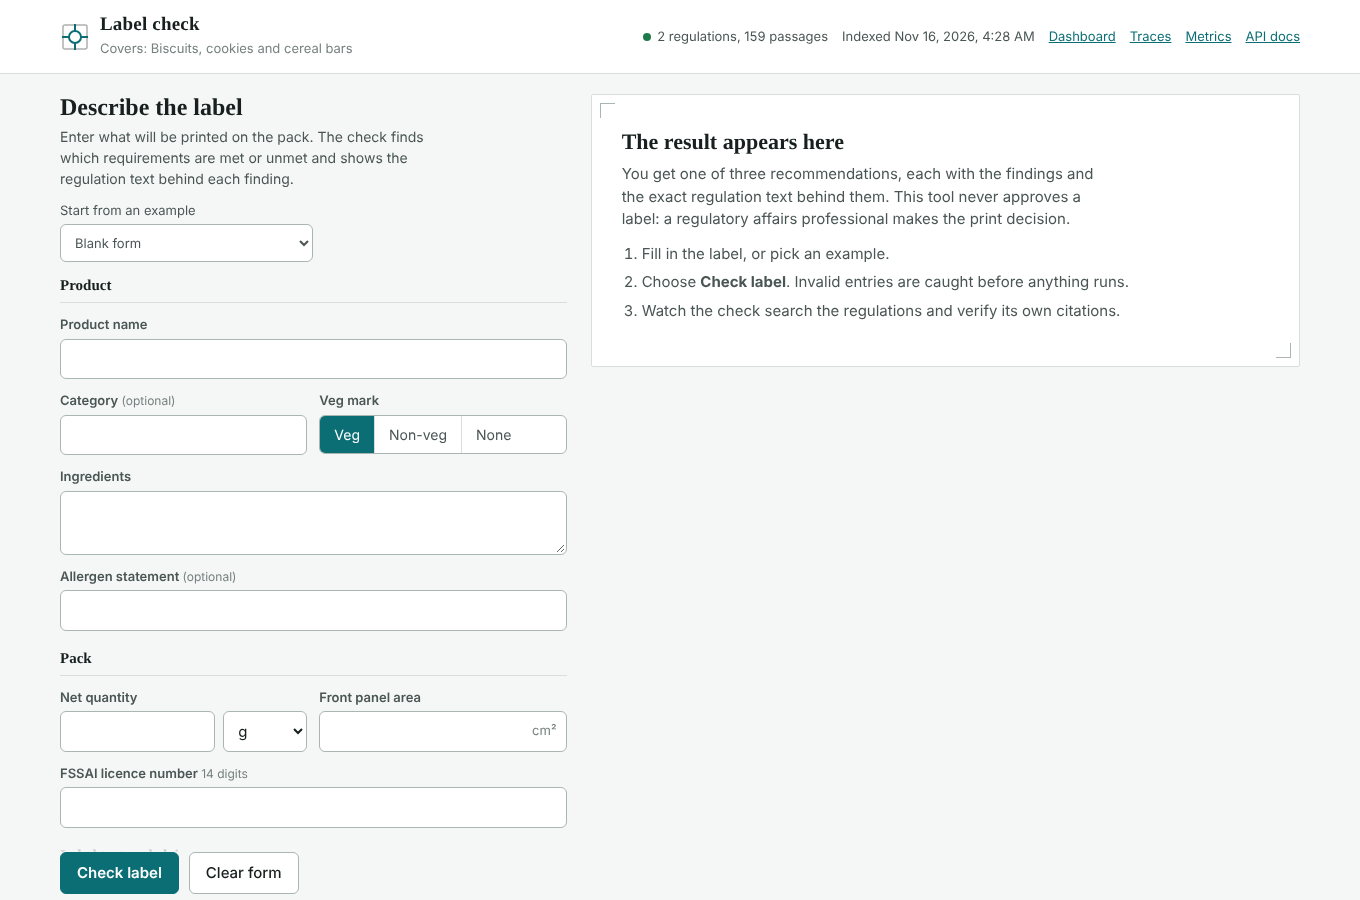 Label check
Covers: Biscuits, cookies and cereal bars
2 regulations, 159 passages
Indexed Nov 16, 2026, 4:28 AM
Dashboard
Traces
Metrics
API docs
Describe the label
Enter what will be printed on the pack. The check finds
which requirements are met or unmet and shows the
regulation text behind each finding.
Start from an example
Blank form
Product
Product name
Category (optional)
Veg mark
Veg
Non-veg
None
Ingredients
Allergen statement (optional)
Pack
Net quantity
g
Front panel area
cm²
FSSAI licence number 14 digits
Check label
Clear form
The result appears here
You get one of three recommendations, each with the findings and
the exact regulation text behind them. This tool never approves a
label: a regulatory affairs professional makes the print decision.
1. Fill in the label, or pick an example.
2. Choose Check label. Invalid entries are caught before anything runs.
3. Watch the check search the regulations and verify its own citations.